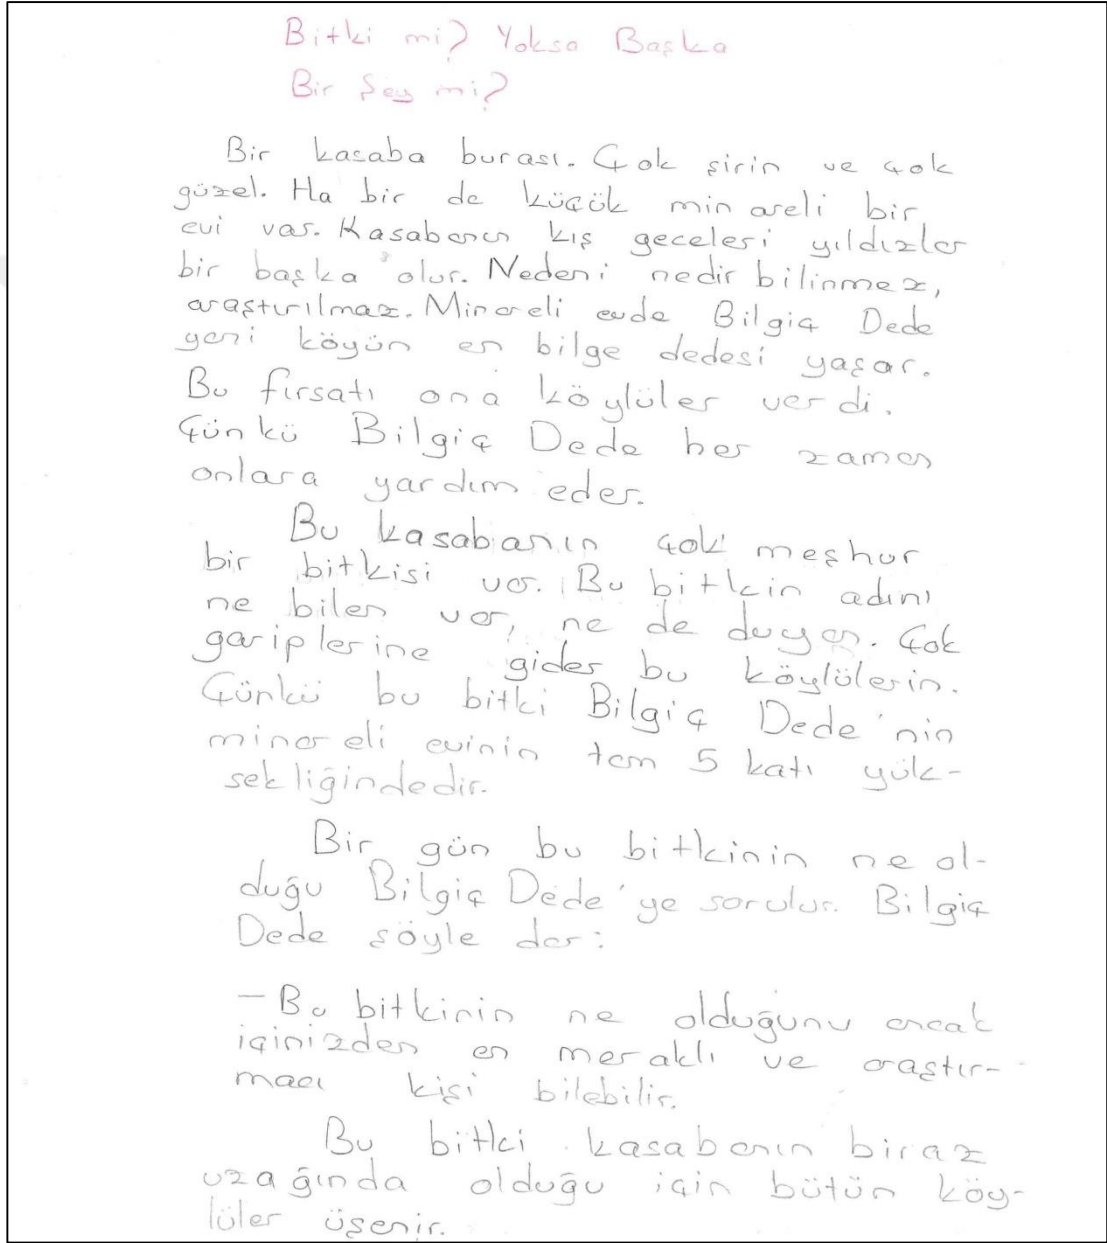 Bitki mi? Yoksa Başka
Bir Şey mi?
Bir kasaba burası. Çok şirin ve çok
güzel. Ha bir de küçük minareli bir
evi var. Kasabanın kış geceleri yıldızlar
bir başka olur. Nedeni nedir bilinmez,
araştırılmaz. Minareli evde Bilgiç Dede
yani köyün en bilge dedesi yaşar.
Bu fırsatı ona köylüler verdi.
Çünkü Bilgiç Dede her zaman
onlara yardım eder.
Bu kasabanın çok meşhur
bir bitkisi var. Bu bitkin adını
ne bilen var, ne de duyan. Çok
gariplerine gider bu köylülerin.
Çünkü bu bitki Bilgiç Dede'nin
minareli evinin tam 5 katı yük-
sekliğindedir.
Bir gün bu bitkinin ne ol-
duğu Bilgiç Dede'ye sorulur. Bilgiç
Dede şöyle der:
– Bu bitkinin ne olduğunu ancak
içinizden en meraklı ve araştır-
macı kişi bilebilir.
Bu bitki kasabanın biraz
uzağında olduğu için bütün köy-
lüler üşenir.